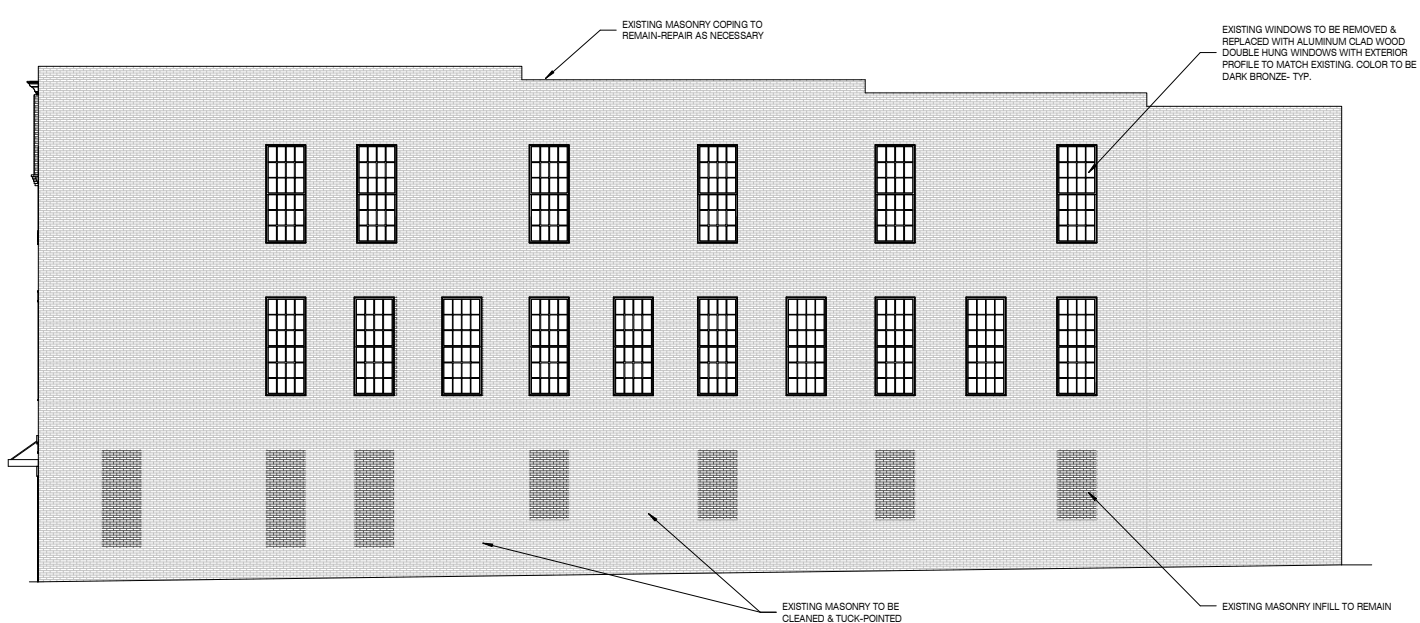 EXISTING MASONRY COPING TO
REMAIN-REPAIR AS NECESSARY
EXISTING WINDOWS TO BE REMOVED &
REPLACED WITH ALUMINUM CLAD WOOD
DOUBLE HUNG WINDOWS WITH EXTERIOR
PROFILE TO MATCH EXISTING. COLOR TO BE
DARK BRONZE- TYP.
EXISTING MASONRY TO BE
CLEANED & TUCK-POINTED
EXISTING MASONRY INFILL TO REMAIN